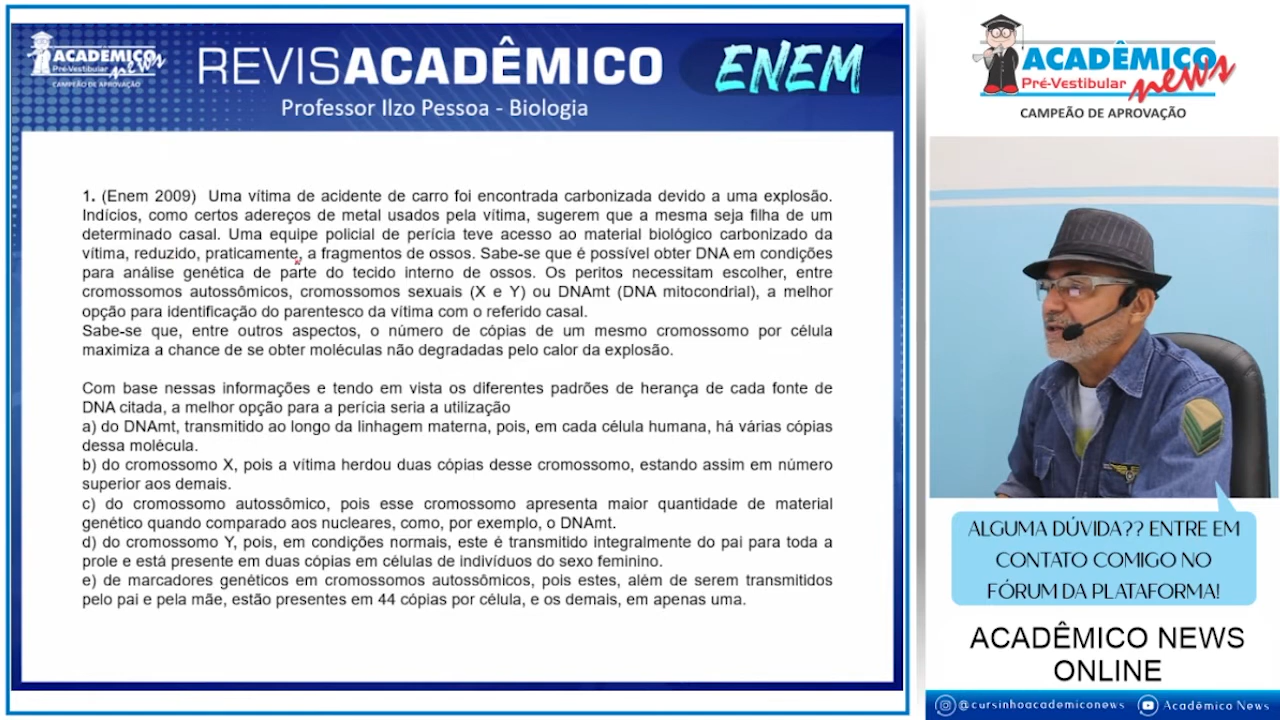 ACADÊMICO
Pré-Vestibular news
CAMPEÃO DE APROVAÇÃO
REVISACADÊMICO
ENEM
Professor Ilzo Pessoa - Biologia
1. (Enem 2009) Uma vítima de acidente de carro foi encontrada carbonizada devido a uma explosão.
Indícios, como certos adereços de metal usados pela vítima, sugerem que a mesma seja filha de um
determinado casal. Uma equipe policial de perícia teve acesso ao material biológico carbonizado da
vítima, reduzido, praticamente, a fragmentos de ossos. Sabe-se que é possível obter DNA em condições
para análise genética de parte do tecido interno de ossos. Os peritos necessitam escolher, entre
cromossomos autossômicos, cromossomos sexuais (X e Y) ou DNAmt (DNA mitocondrial), a melhor
opção para identificação do parentesco da vítima com o referido casal.
Sabe-se que, entre outros aspectos, o número de cópias de um mesmo cromossomo por célula
maximiza a chance de se obter moléculas não degradadas pelo calor da explosão.
Com base nessas informações e tendo em vista os diferentes padrões de herança de cada fonte de
DNA citada, a melhor opção para a perícia seria a utilização
a) do DNAmt, transmitido ao longo da linhagem materna, pois, em cada célula humana, há várias cópias
dessa molécula.
b) do cromossomo X, pois a vítima herdou duas cópias desse cromossomo, estando assim em número
superior aos demais.
c) do cromossomo autossômico, pois esse cromossomo apresenta maior quantidade de material
genético quando comparado aos nucleares, como, por exemplo, o DNAmt.
d) do cromossomo Y, pois, em condições normais, este é transmitido integralmente do pai para toda a
prole e está presente em duas cópias em células de indivíduos do sexo feminino.
e) de marcadores genéticos em cromossomos autossômicos, pois estes, além de serem transmitidos
pelo pai e pela mãe, estão presentes em 44 cópias por célula, e os demais, em apenas uma.
ACADÊMICO
Pré-Vestibular news
CAMPEÃO DE APROVAÇÃO
ALGUMA DÚVIDA?? ENTRE EM
CONTATO COMIGO NO
FÓRUM DA PLATAFORMA!
ACADÊMICO NEWS
ONLINE
@cursinhoacademiconews Acadêmico News